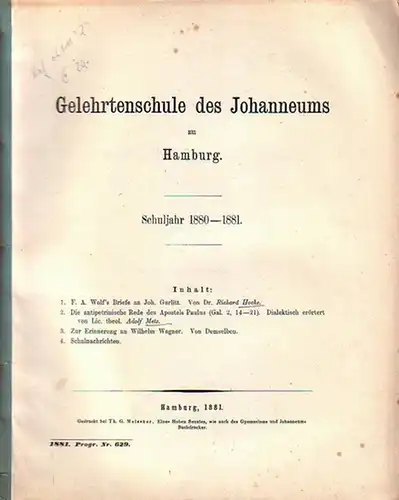 Gelehrtenschule des Johanneums
zu
Hamburg.
Schuljahr 1880—1881.
Inhalt:
1. F. A. Wolf's Briefe an Joh. Gurlitt. Von Dr. Richard Hoche.
2. Die antipetrinische Rede des Apostels Paulus (Gal. 2, 14—21). Dialektisch erörtert
von Lic. theol. Adolf Metz.
3. Zur Erinnerung an Wilhelm Wagner. Von Demselben.
4. Schulnachrichten.
Hamburg, 1881.
Gedruckt bei Th. G. Meissner, Eines Hohen Senates, wie auch des Gymnasiums und Johanneums
Buchdrucker.
1881. Progr. Nr. 629.